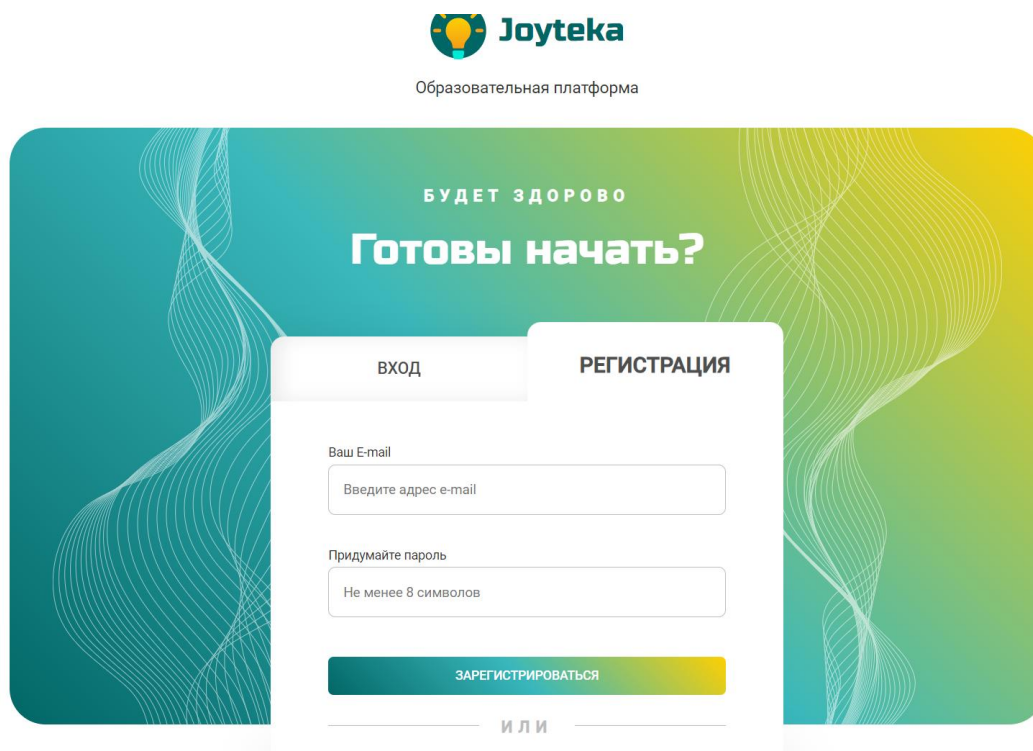 Joyteka
Образовательная платформа
БУДЕТ ЗДОРОВО
Готовы начать?
ВХОД
РЕГИСТРАЦИЯ
Ваш E-mail
Введите адрес e-mail
Придумайте пароль
Не менее 8 символов
ЗАРЕГИСТРИРОВАТЬСЯ
ИЛИ